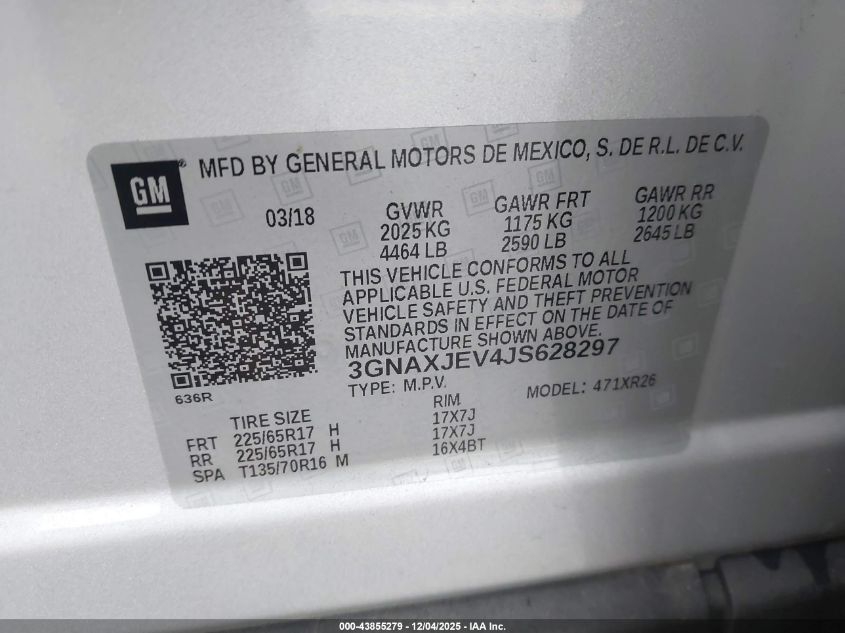 GM
MFD BY GENERAL MOTORS DE MEXICO, S. DE R.L. DE C.V.
03/18
GVWR
2025 KG
4464 LB
GAWR FRT
1175 KG
2590 LB
GAWR RR
1200 KG
2645 LB
THIS VEHICLE CONFORMS TO ALL
APPLICABLE U.S. FEDERAL MOTOR
VEHICLE SAFETY AND THEFT PREVENTION
STANDARDS IN EFFECT ON THE DATE OF
MANUFACTURE SHOWN ABOVE.
3GNAXJEV4JS628297
TYPE: M.P.V. MODEL: 471XR26
636R
TIRE SIZE RIM
FRT 225/65R17 H 17X7J
RR 225/65R17 H 17X7J
SPA T135/70R16 M 16X4BT
000-43855279 - 12/04/2025 - IAA Inc.